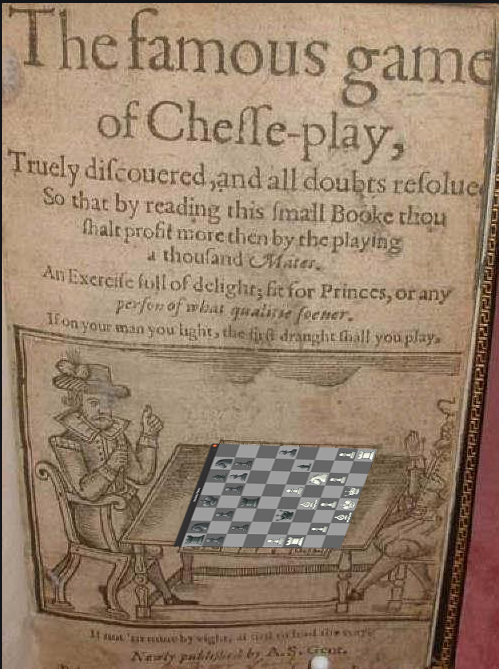 The famous game
of Cheſſe-play,
Truely diſcouered, and all doubts reſolue
So that by reading this ſmall Booke thou
ſhalt profit more then by the playing
a thouſand Mates.
An Exerciſe full of delight; fit for Princes, or any
perſon of what qualitie ſoeuer.
If on your man you light, the firſt draught ſhall you play,
Newly publiſhed by A. S. Gent.